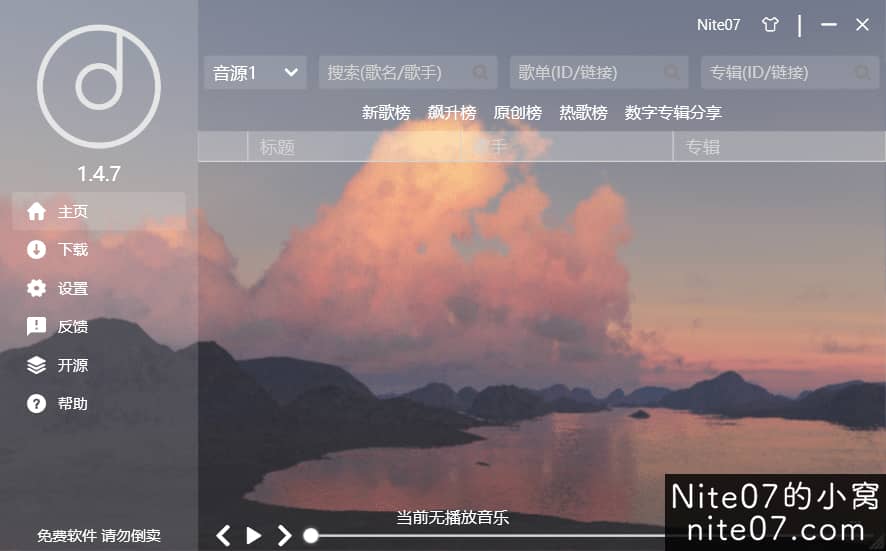 Nite07
音源1
搜索(歌名/歌手)
歌单(ID/链接)
专辑(ID/链接)
新歌榜 飙升榜 原创榜 热歌榜 数字专辑分享
标题 歌手 专辑
1.4.7
主页
下载
设置
反馈
开源
帮助
免费软件 请勿倒卖
当前无播放音乐
Nite07的小窝
nite07.com